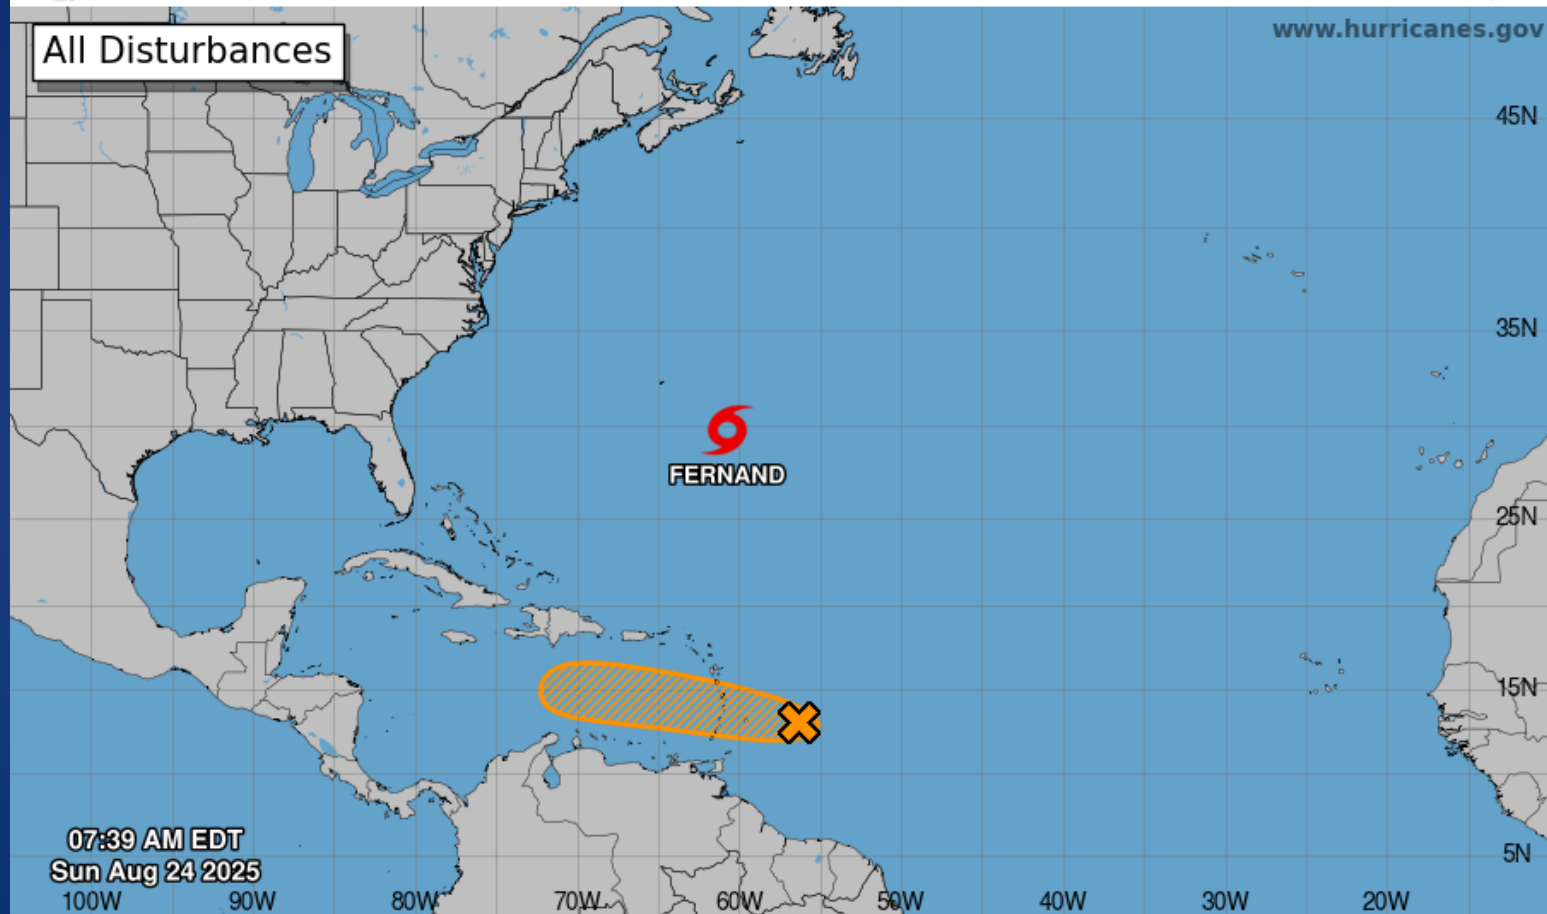 All Disturbances
www.hurricanes.gov
45N
35N
FERNAND
25N
15N
07:39 AM EDT
Sun Aug 24 2025
5N
100W 90W 80W 70W 60W 50W 40W 30W 20W